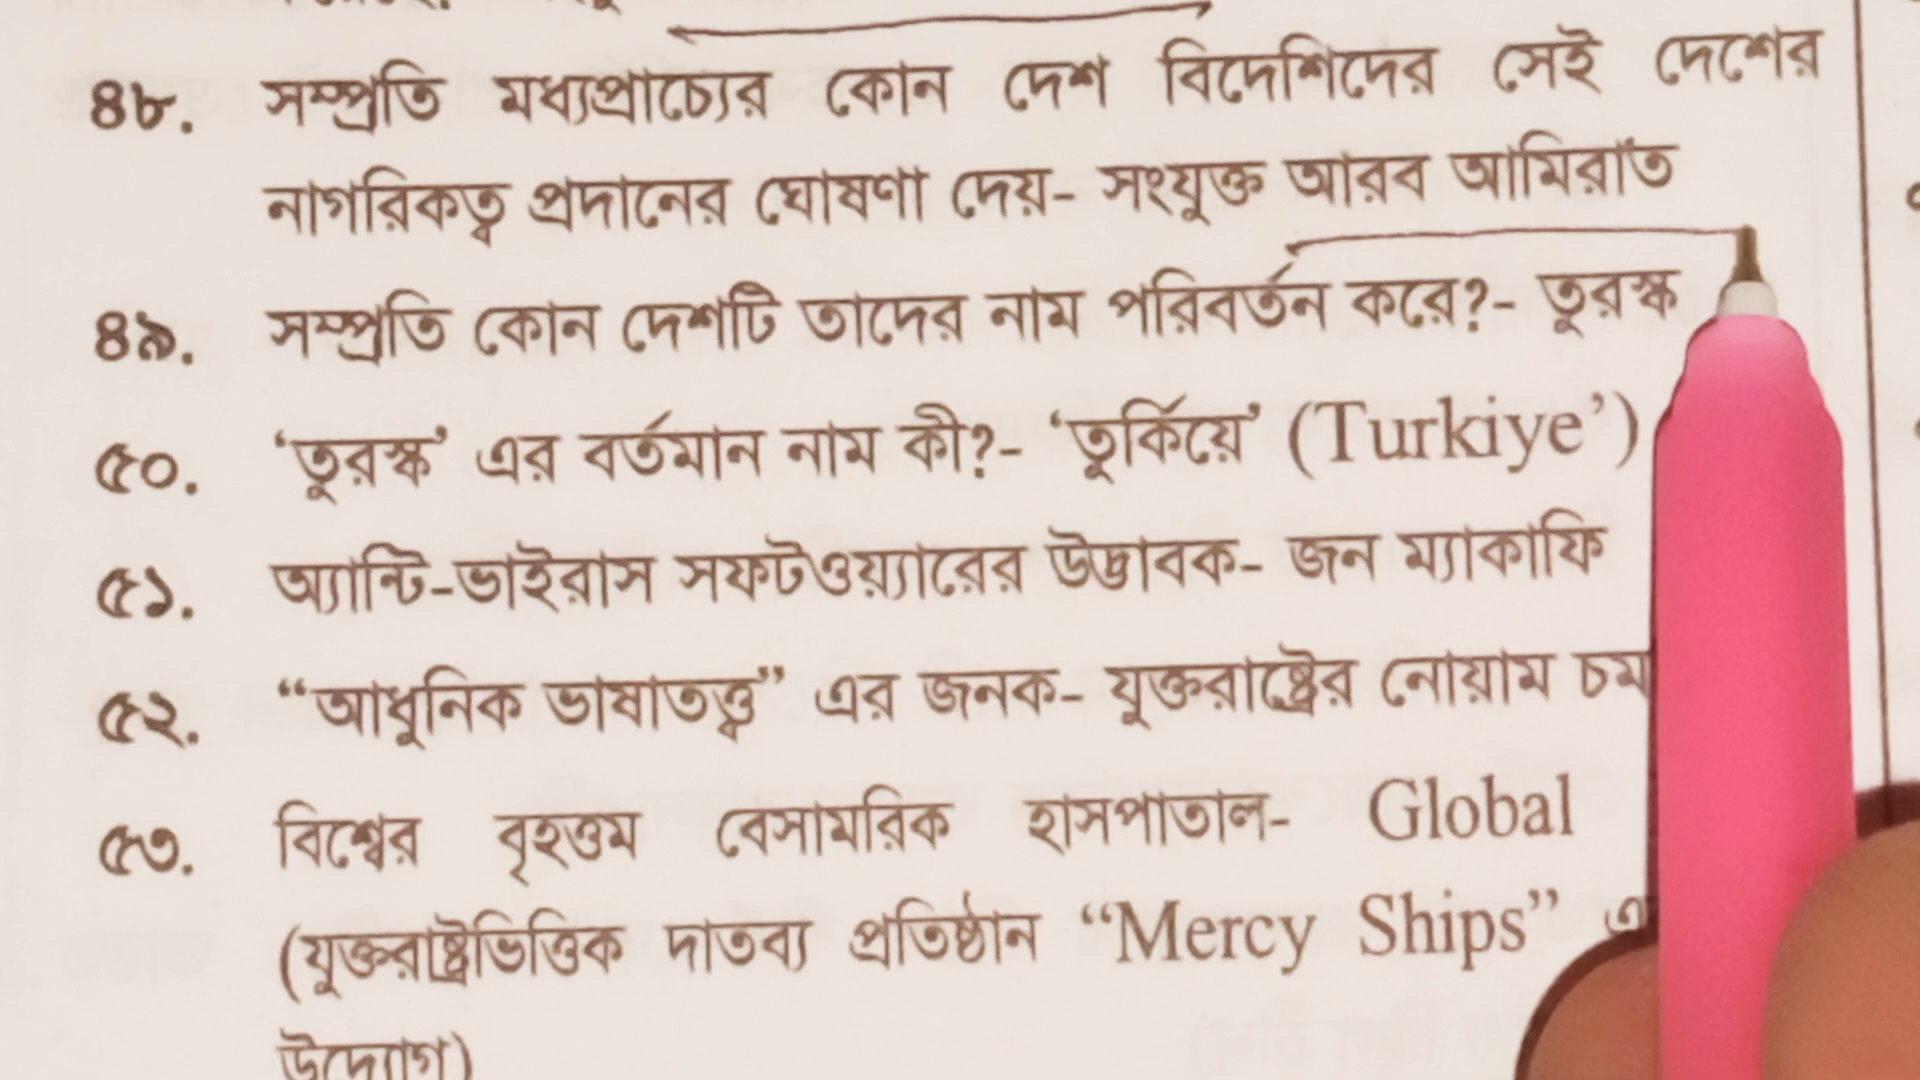 ৪৮. সম্প্রতি মধ্যপ্রাচ্যের কোন দেশ বিদেশিদের সেই দেশের
নাগরিকত্ব প্রদানের ঘোষণা দেয়- সংযুক্ত আরব আমিরাত
৪৯. সম্প্রতি কোন দেশটি তাদের নাম পরিবর্তন করে?- তুরস্ক
৫০. ‘তুরস্ক’ এর বর্তমান নাম কী?- ‘তুর্কিয়ে’ (Turkiye’)
৫১. অ্যান্টি-ভাইরাস সফটওয়্যারের উদ্ভাবক- জন ম্যাকাফি
৫২. “আধুনিক ভাষাতত্ত্ব” এর জনক- যুক্তরাষ্ট্রের নোয়াম
৫৩. বিশ্বের বৃহত্তম বেসামরিক হাসপাতাল- Global
(যুক্তরাষ্ট্রভিত্তিক দাতব্য প্রতিষ্ঠান “Mercy Ships”
উদ্যোগ)